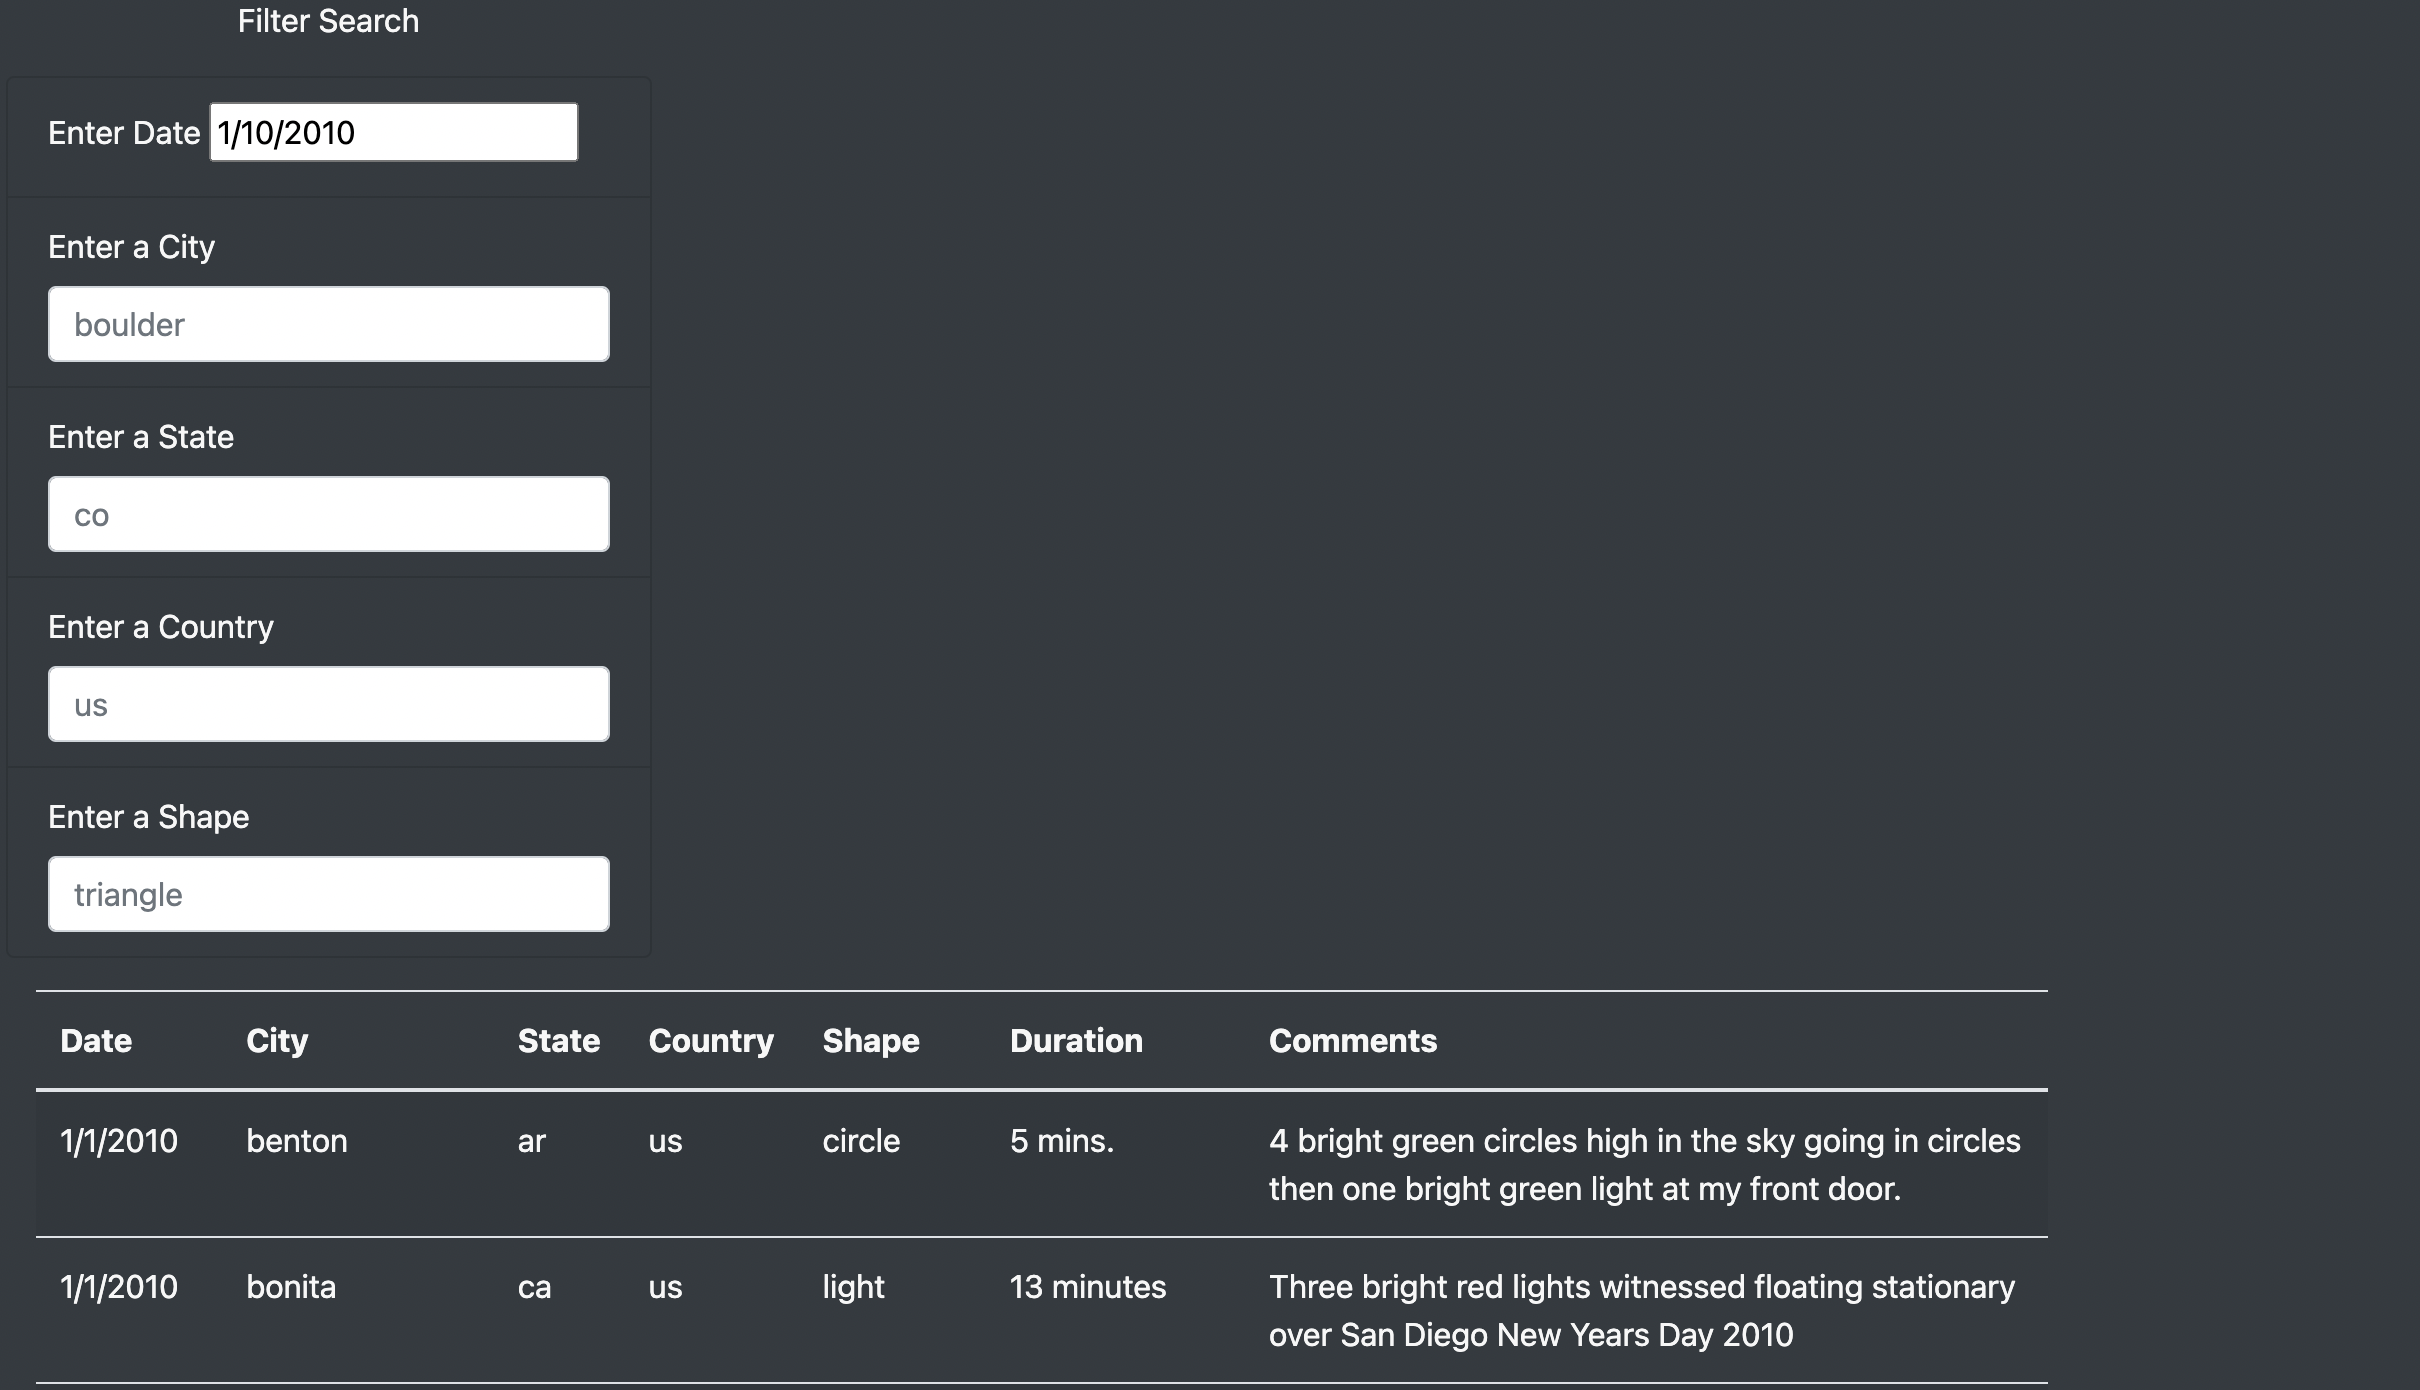 Filter Search
Enter Date 1/10/2010
Enter a City
boulder
Enter a State
co
Enter a Country
us
Enter a Shape
triangle
Date City State Country Shape Duration Comments
1/1/2010 benton ar us circle 5 mins. 4 bright green circles high in the sky going in circles
then one bright green light at my front door.
1/1/2010 bonita ca us light 13 minutes Three bright red lights witnessed floating stationary
over San Diego New Years Day 2010